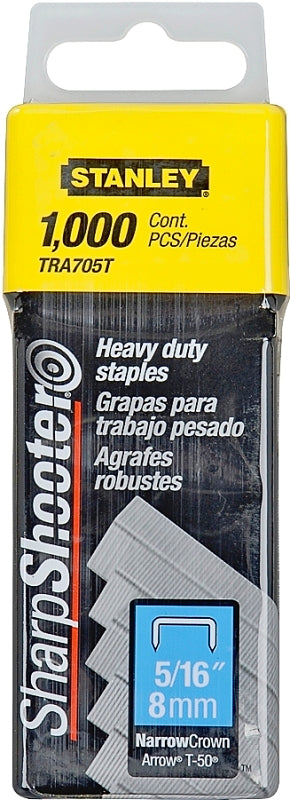 STANLEY®
1,000 Cont.
PCS/Piezas
TRA705T
Heavy duty
staples
Grapas para
trabajo pesado
Agrafes
robustes
SharpShooter
5/16"
8mm
NarrowCrown
Arrow® T-50®
TM